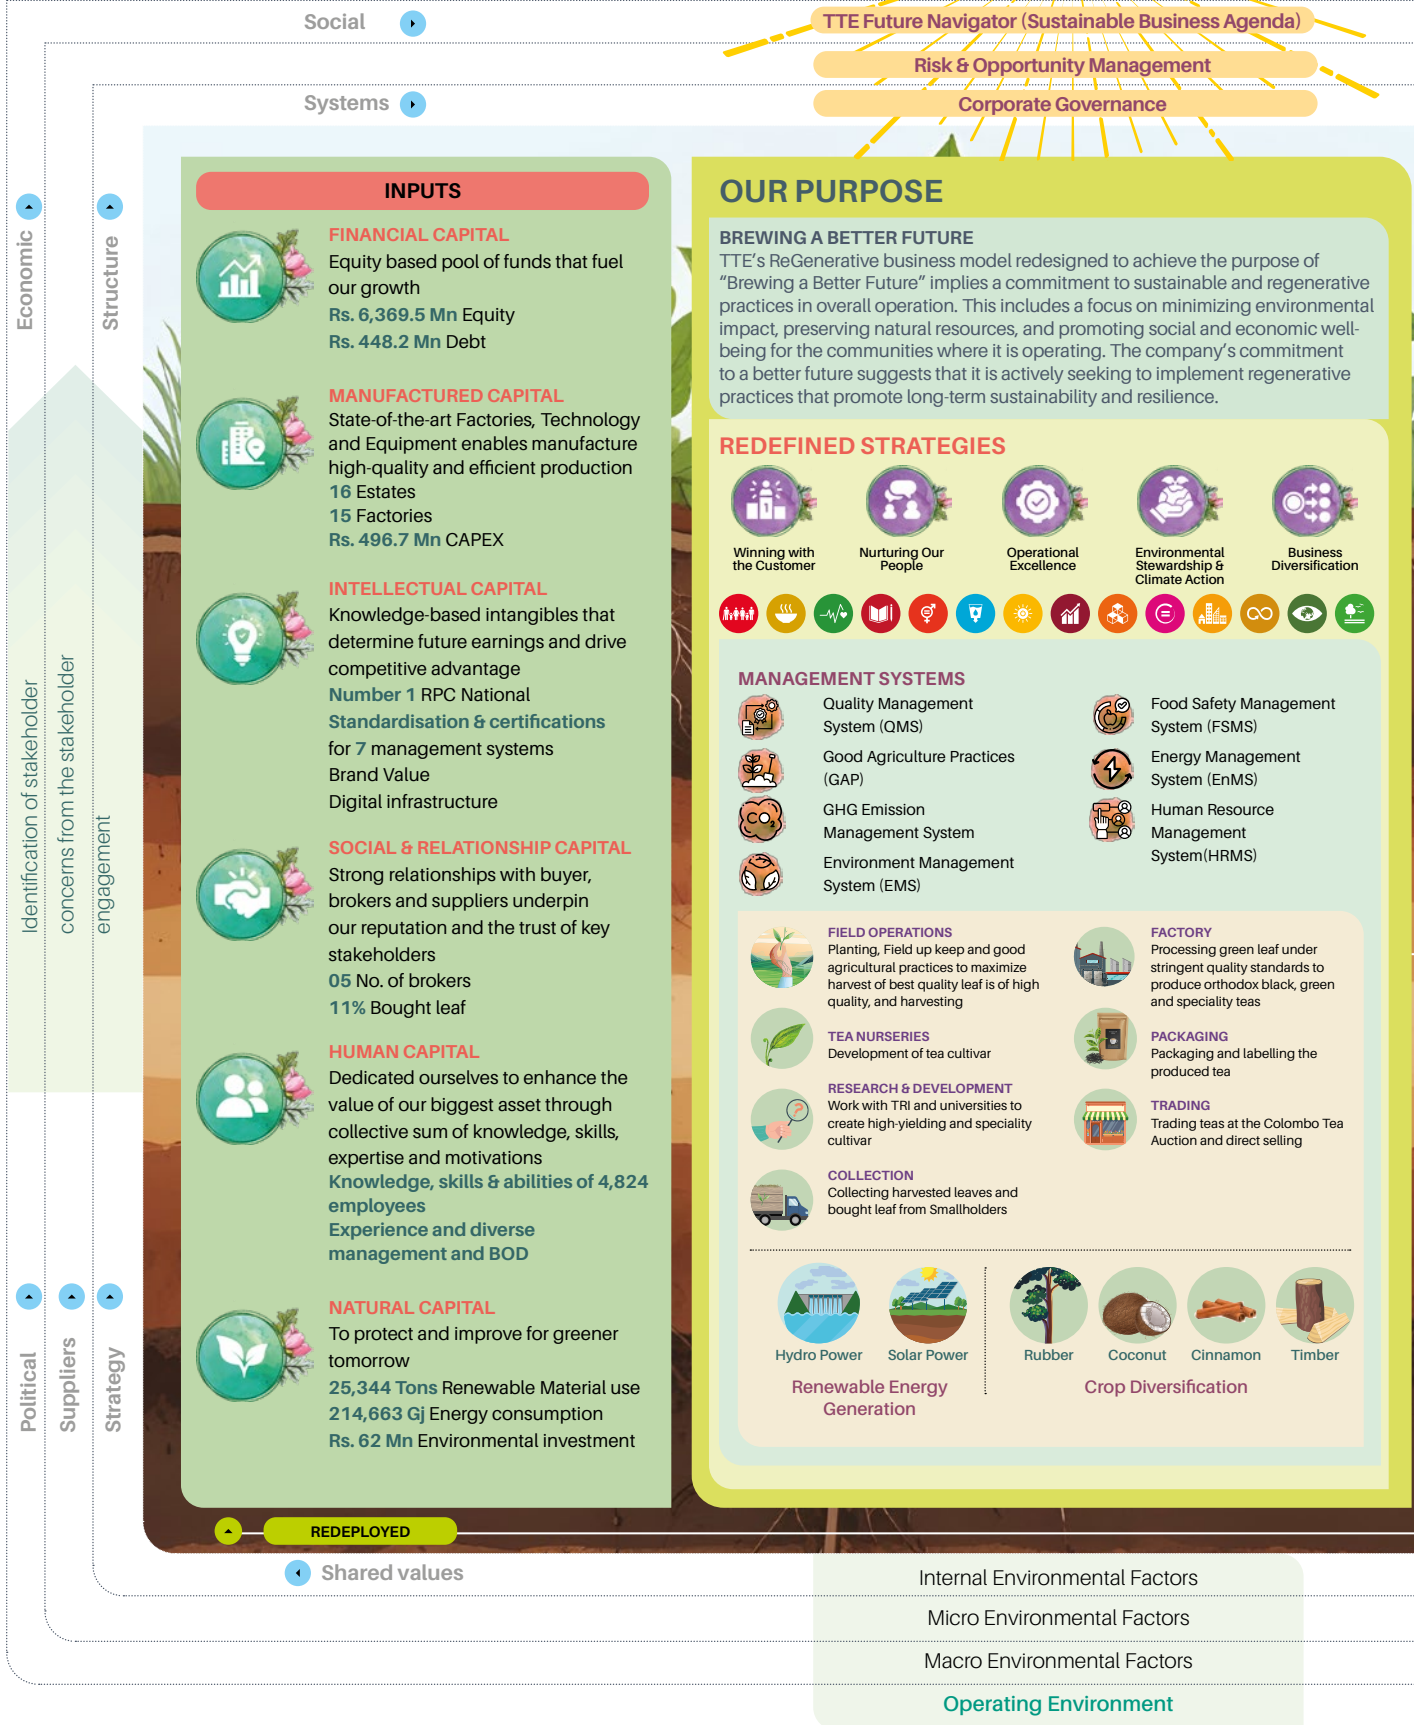 Social
TTE Future Navigator (Sustainable Business Agenda)
Risk & Opportunity Management
Systems
Corporate Governance
Economic
Structure
Identification of stakeholder
concerns from the stakeholder
engagement
Political
Suppliers
Strategy
INPUTS
FINANCIAL CAPITAL
Equity based pool of funds that fuel
our growth
Rs. 6,369.5 Mn Equity
Rs. 448.2 Mn Debt
MANUFACTURED CAPITAL
State-of-the-art Factories, Technology
and Equipment enables manufacture
high-quality and efficient production
16 Estates
15 Factories
Rs. 496.7 Mn CAPEX
INTELLECTUAL CAPITAL
Knowledge-based intangibles that
determine future earnings and drive
competitive advantage
Number 1 RPC National
Standardisation & certifications
for 7 management systems
Brand Value
Digital infrastructure
SOCIAL & RELATIONSHIP CAPITAL
Strong relationships with buyer,
brokers and suppliers underpin
our reputation and the trust of key
stakeholders
05 No. of brokers
11% Bought leaf
HUMAN CAPITAL
Dedicated ourselves to enhance the
value of our biggest asset through
collective sum of knowledge, skills,
expertise and motivations
Knowledge, skills & abilities of 4,824
employees
Experience and diverse
management and BOD
NATURAL CAPITAL
To protect and improve for greener
tomorrow
25,344 Tons Renewable Material use
214,663 Gj Energy consumption
Rs. 62 Mn Environmental investment
OUR PURPOSE
BREWING A BETTER FUTURE
TTE's ReGenerative business model redesigned to achieve the purpose of
“Brewing a Better Future” implies a commitment to sustainable and regenerative
practices in overall operation. This includes a focus on minimizing environmental
impact, preserving natural resources, and promoting social and economic well-
being for the communities where it is operating. The company's commitment
to a better future suggests that it is actively seeking to implement regenerative
practices that promote long-term sustainability and resilience.
REDEFINED STRATEGIES
Winning with
the Customer
Nurturing Our
People
Operational
Excellence
Environmental
Stewardship &
Climate Action
Business
Diversification
MANAGEMENT SYSTEMS
Quality Management
System (QMS)
Good Agriculture Practices
(GAP)
GHG Emission
Management System
Environment Management
System (EMS)
Food Safety Management
System (FSMS)
Energy Management
System (EnMS)
Human Resource
Management
System(HRMS)
CO2
FIELD OPERATIONS
Planting, Field up keep and good
agricultural practices to maximize
harvest of best quality leaf is of high
quality, and harvesting
TEA NURSERIES
Development of tea cultivar
RESEARCH & DEVELOPMENT
Work with TRI and universities to
create high-yielding and speciality
cultivar
COLLECTION
Collecting harvested leaves and
bought leaf from Smallholders
FACTORY
Processing green leaf under
stringent quality standards to
produce orthodox black, green
and speciality teas
PACKAGING
Packaging and labelling the
produced tea
TRADING
Trading teas at the Colombo Tea
Auction and direct selling
Hydro Power
Solar Power
Rubber
Coconut
Cinnamon
Timber
Renewable Energy
Generation
Crop Diversification
REDEPLOYED
Shared values
Internal Environmental Factors
Micro Environmental Factors
Macro Environmental Factors
Operating Environment